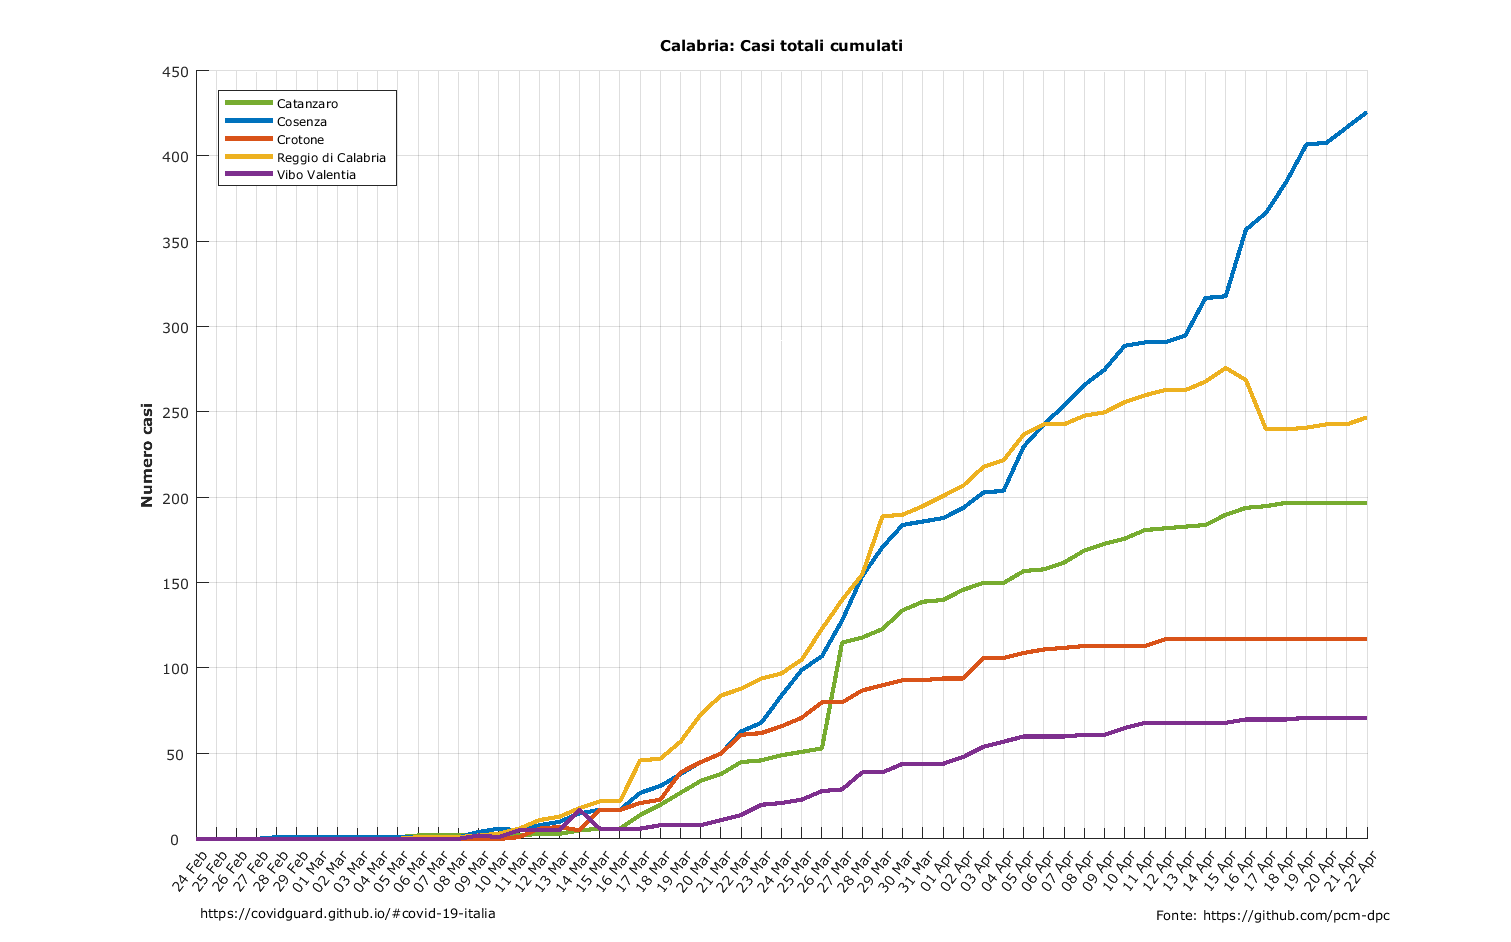 Calabria: Casi totali cumulati
450
400
350
300
250
200
150
100
50
0
Numero casi
Catanzaro
Cosenza
Crotone
Reggio di Calabria
Vibo Valentia
24 Feb
25 Feb
26 Feb
27 Feb
28 Feb
29 Feb
01 Mar
02 Mar
03 Mar
04 Mar
05 Mar
06 Mar
07 Mar
08 Mar
09 Mar
10 Mar
11 Mar
12 Mar
13 Mar
14 Mar
15 Mar
16 Mar
17 Mar
18 Mar
19 Mar
20 Mar
21 Mar
22 Mar
23 Mar
24 Mar
25 Mar
26 Mar
27 Mar
28 Mar
29 Mar
30 Mar
31 Mar
01 Apr
02 Apr
03 Apr
04 Apr
05 Apr
06 Apr
07 Apr
08 Apr
09 Apr
10 Apr
11 Apr
12 Apr
13 Apr
14 Apr
15 Apr
16 Apr
17 Apr
18 Apr
19 Apr
20 Apr
21 Apr
22 Apr
https://covidguard.github.io/#covid-19-italia
Fonte: https://github.com/pcm-dpc